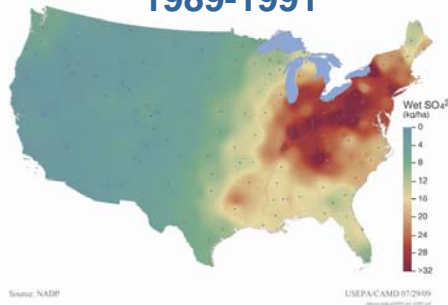 1989-1991
Wet SO₄²
(kg/ha)
0
4
8
12
16
20
24
28
>32
Source: NADP
USEPA/CAMD 07/29/09